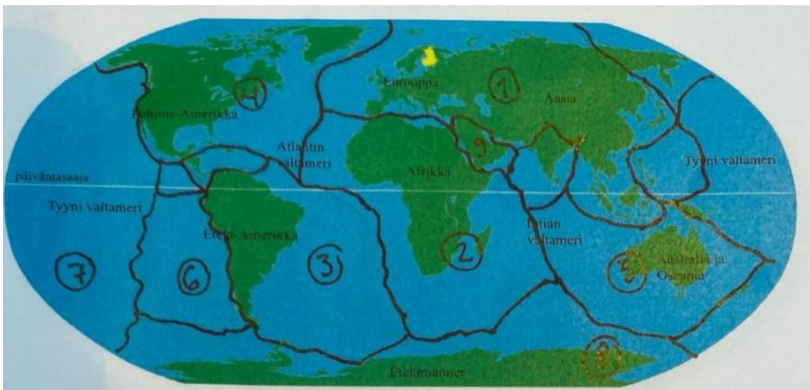 Eurooppa
1
Aasia
4
Pohjois-Amerikka
Atlantin
valtameri
9
Tyyni valtameri
Afrikka
päiväntasaaja
Tyyni valtameri
Etelä-Amerikka
Intian
valtameri
Australia ja
Oseania
7
6
3
2
5
8
Etelämanner